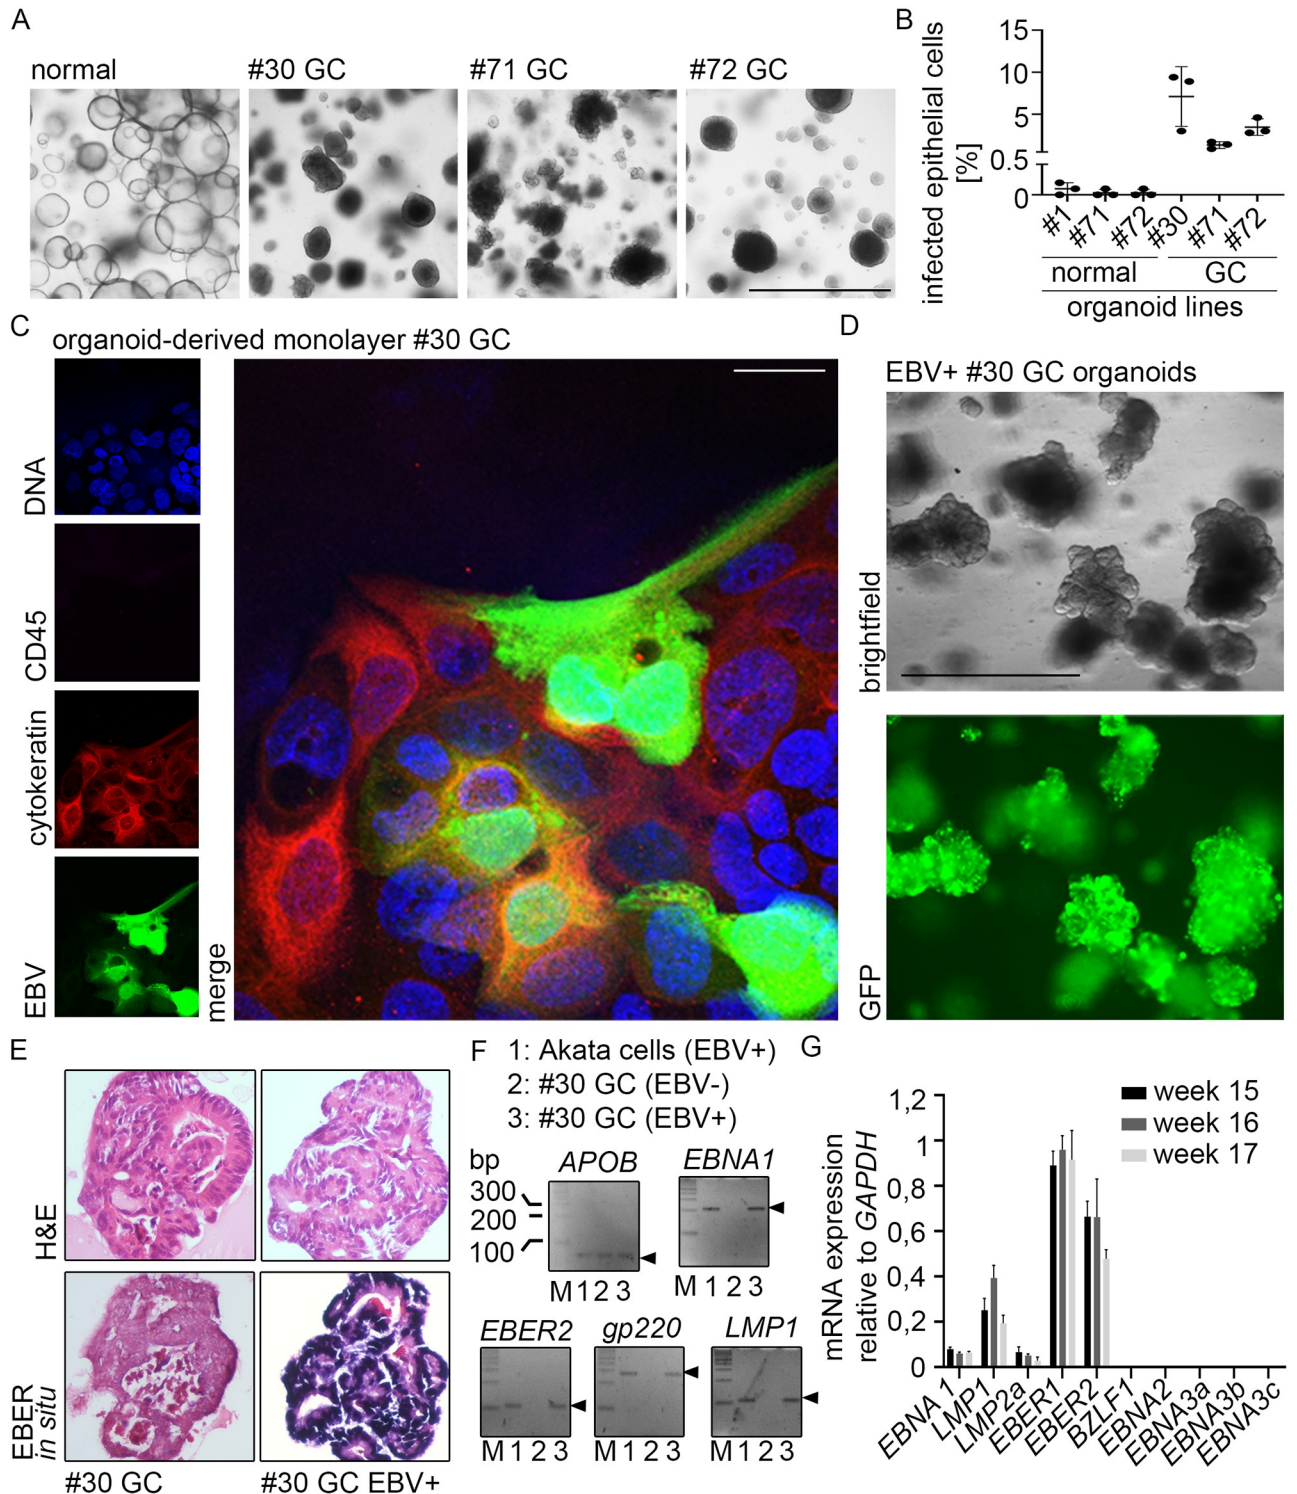 A
normal
#30 GC
#71 GC
#72 GC
B
infected epithelial cells
[%]
15
10
5
0.5
0
#1
#71
#72
#30
#71
#72
normal
GC
organoid lines
C
organoid-derived monolayer #30 GC
DNA
CD45
cytokeratin
EBV
merge
D
EBV+ #30 GC organoids
brightfield
GFP
E
H&E
EBER
in situ
#30 GC
#30 GC EBV+
F
1: Akata cells (EBV+)
2: #30 GC (EBV-)
3: #30 GC (EBV+)
bp
300
200
100
APOB
M 1 2 3
EBNA1
M 1 2 3
EBER2
M 1 2 3
gp220
M 1 2 3
LMP1
M 1 2 3
G
mRNA expression
relative to GAPDH
1,2
1
0,8
0,6
0,4
0,2
0
week 15
week 16
week 17
EBNA 1
LMP1
LMP2a
EBER1
EBER2
BZLF1
EBNA2
EBNA3a
EBNA3b
EBNA3c